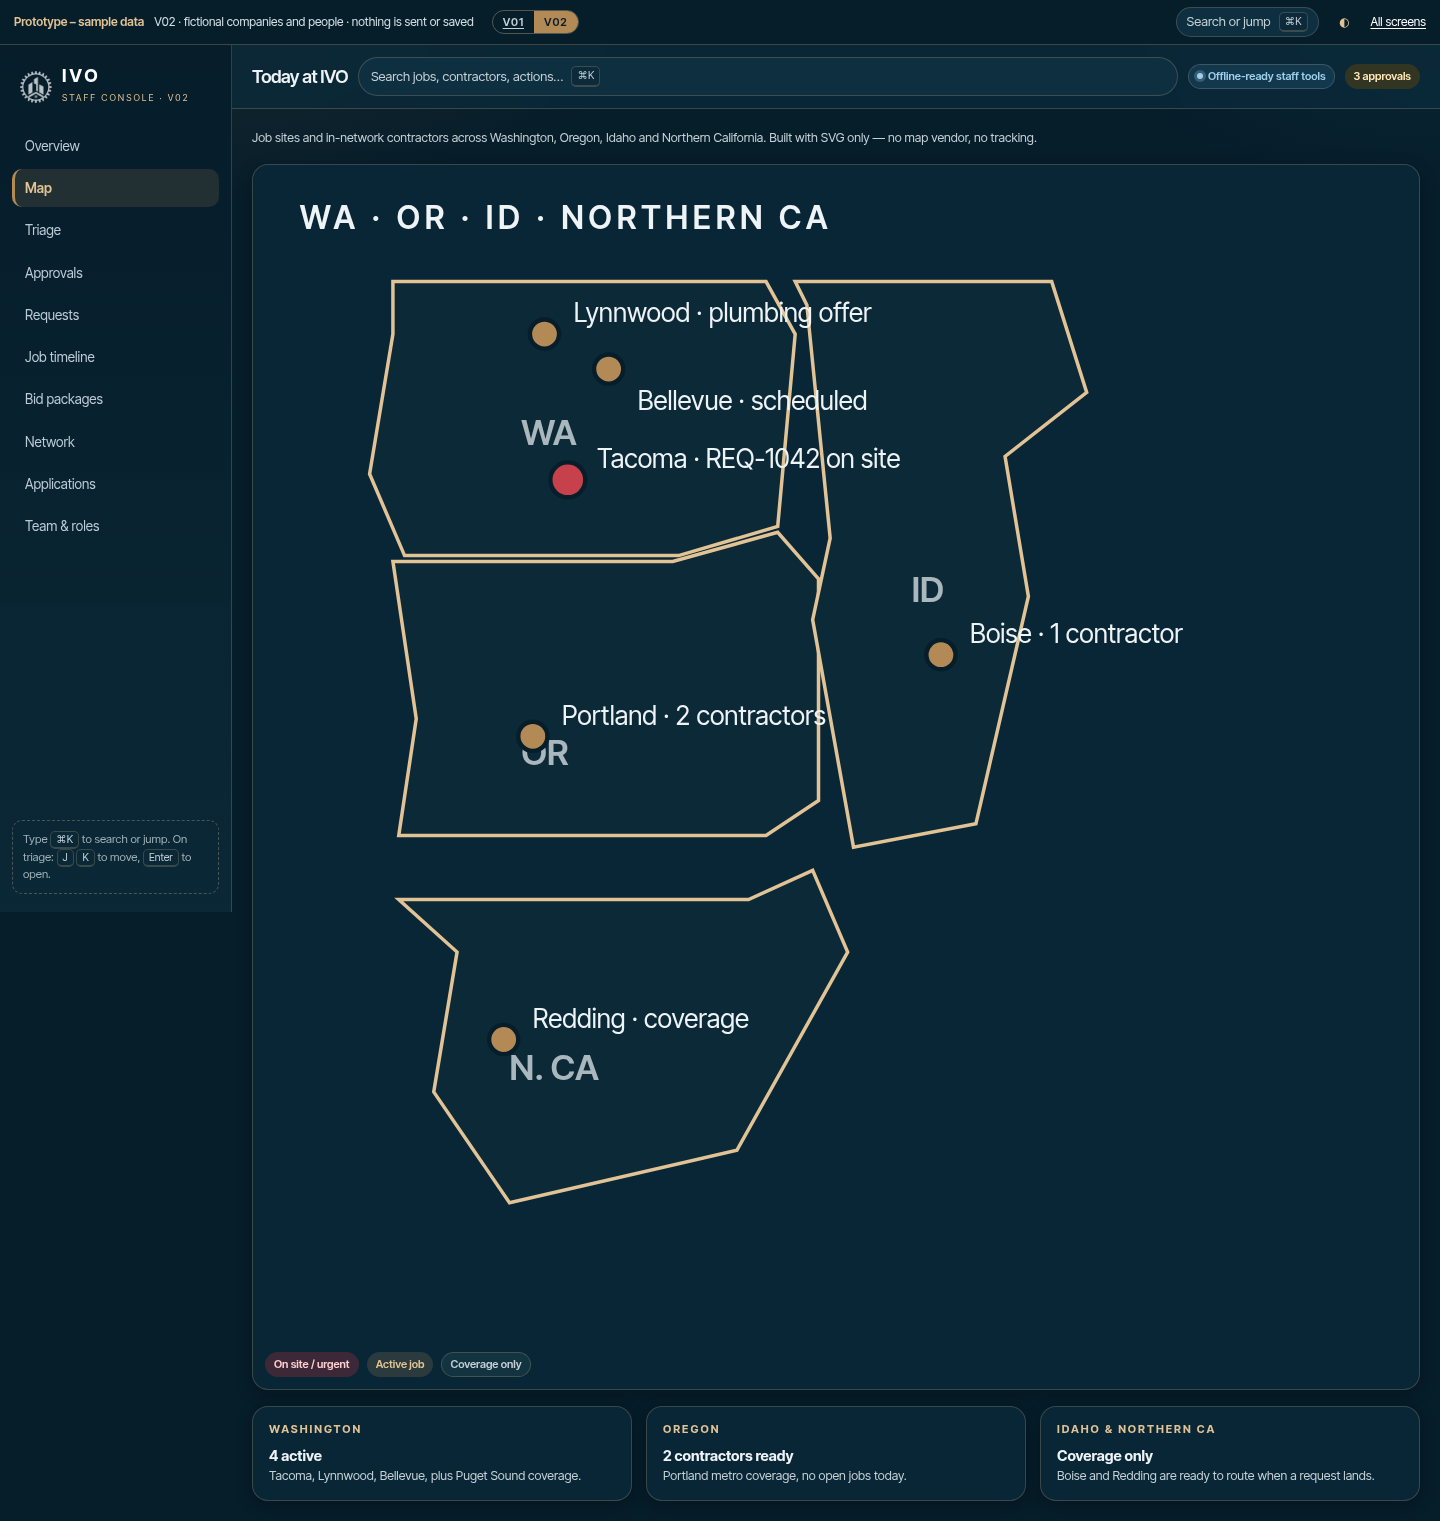 Prototype – sample data V02 · fictional companies and people · nothing is sent or saved V01 V02 Search or jump ⌘K All screens
IVO
STAFF CONSOLE · V02
Today at IVO Search jobs, contractors, actions... ⌘K Offline-ready staff tools 3 approvals
Overview
Map
Triage
Approvals
Requests
Job timeline
Bid packages
Network
Applications
Team & roles
Type ⌘K to search or jump. On
triage: J K to move, Enter to
open.
Job sites and in-network contractors across Washington, Oregon, Idaho and Northern California. Built with SVG only — no map vendor, no tracking.
WA · OR · ID · NORTHERN CA
Lynnwood · plumbing offer
Bellevue · scheduled
WA
Tacoma · REQ-1042 on site
ID
Boise · 1 contractor
Portland · 2 contractors
OR
Redding · coverage
N. CA
On site / urgent Active job Coverage only
WASHINGTON
4 active
Tacoma, Lynnwood, Bellevue, plus Puget Sound coverage.
OREGON
2 contractors ready
Portland metro coverage, no open jobs today.
IDAHO & NORTHERN CA
Coverage only
Boise and Redding are ready to route when a request lands.